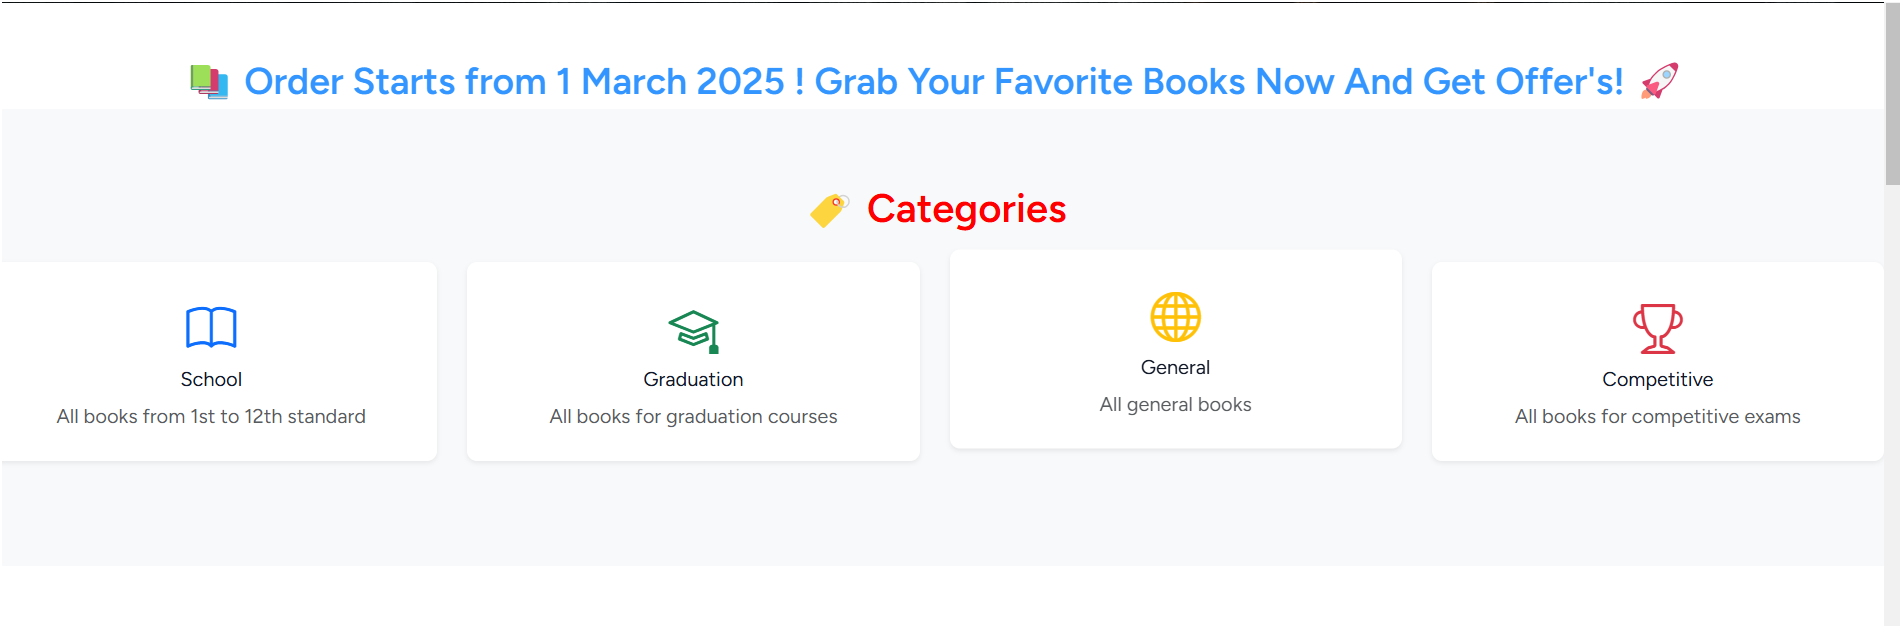 Order Starts from 1 March 2025 ! Grab Your Favorite Books Now And Get Offer's!
Categories
School
All books from 1st to 12th standard
Graduation
All books for graduation courses
General
All general books
Competitive
All books for competitive exams